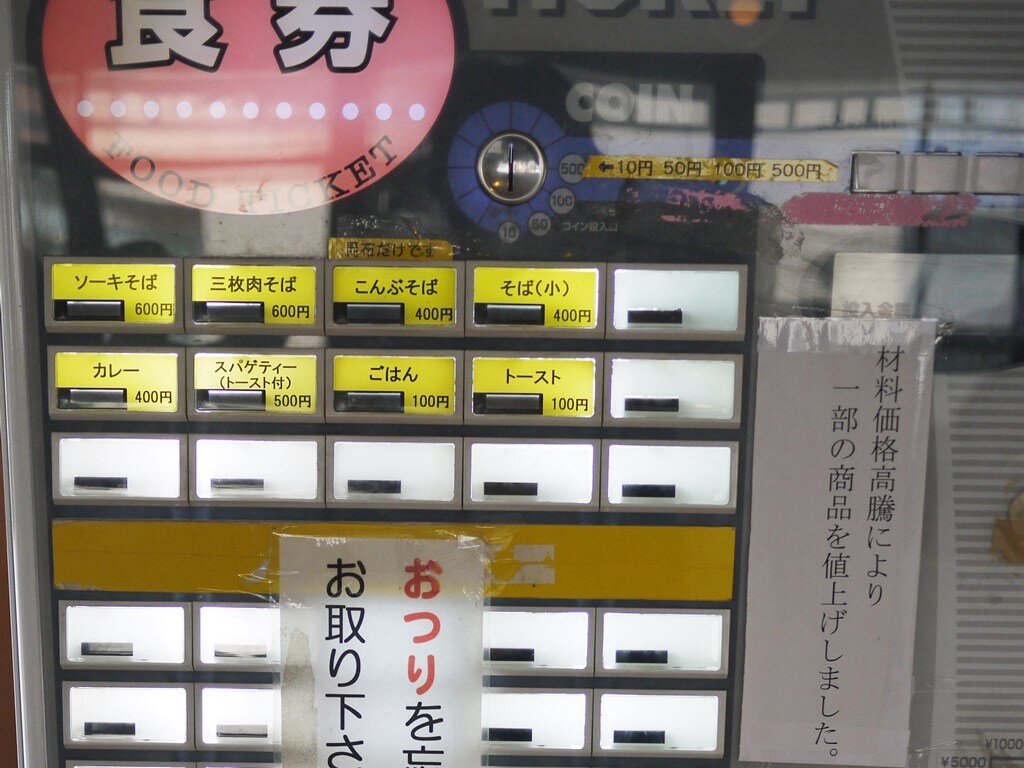 食券
FOOD TICKET
TICKET
COIN
500
100
50
10
コイン投入口
←10円 50円 100円 500円
昆布だけです
ソーキそば
600円
三枚肉そば
600円
こんぶそば
400円
そば(小)
400円
カレー
400円
スパゲティー
(トースト付)
500円
ごはん
100円
トースト
100円
投入金額
材料価格高騰により
一部の商品を値上げしました。
おつりを忘
お取り下さ
¥1000
¥5000